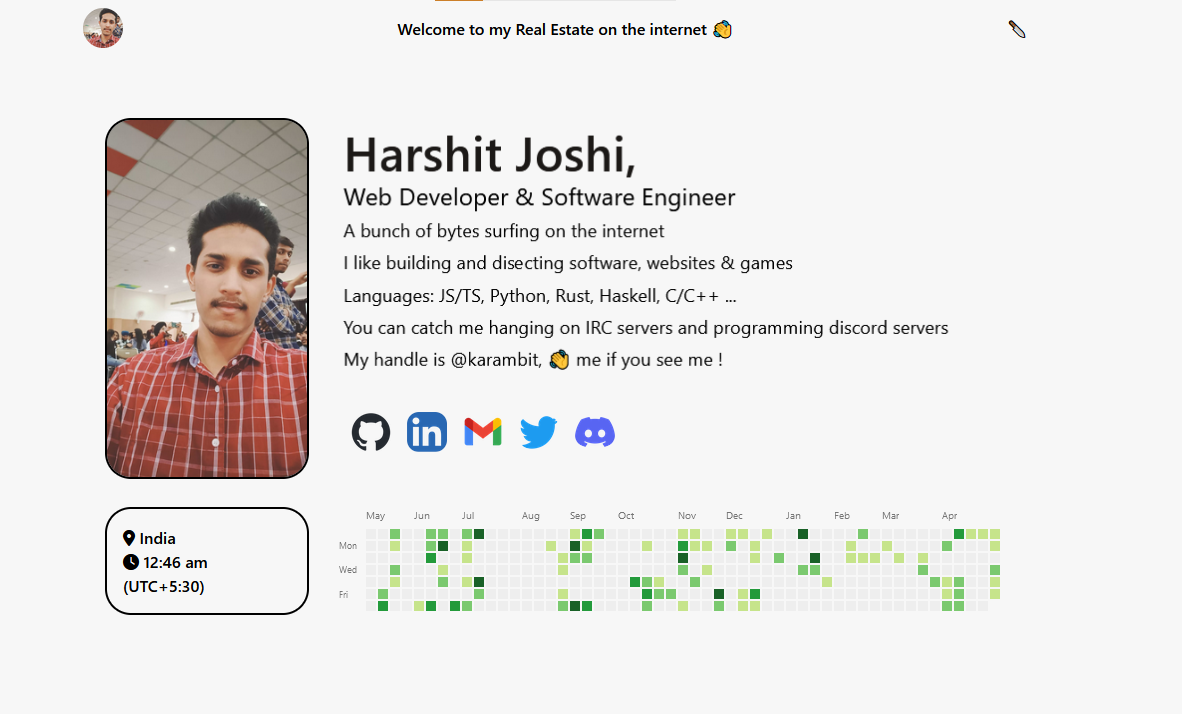 Welcome to my Real Estate on the internet 👏
Harshit Joshi,
Web Developer & Software Engineer
A bunch of bytes surfing on the internet
I like building and disecting software, websites & games
Languages: JS/TS, Python, Rust, Haskell, C/C++ ...
You can catch me hanging on IRC servers and programming discord servers
My handle is @karambit, 👏 me if you see me !
in
India
12:46 am
(UTC+5:30)
May Jun Jul Aug Sep Oct Nov Dec Jan Feb Mar Apr
Mon
Wed
Fri